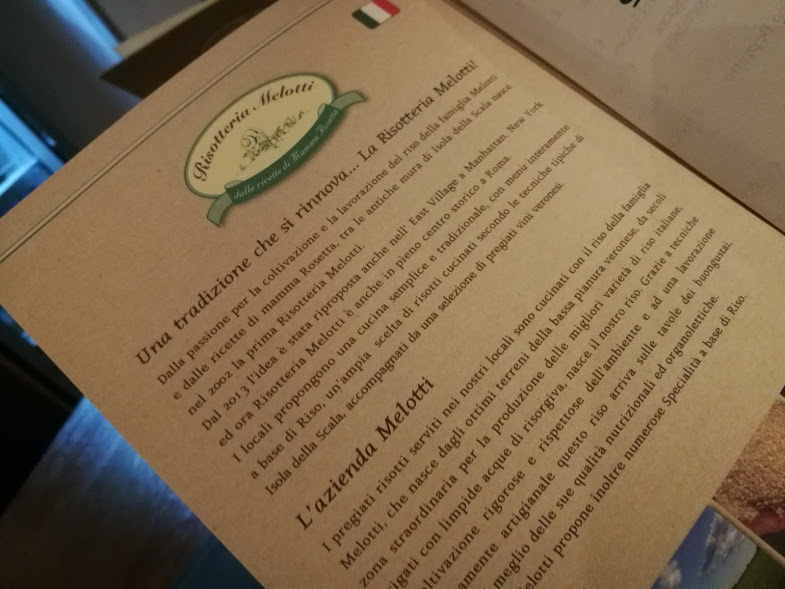 Risotteria Melotti
dalle ricette di Mamma Rosetta
Una tradizione che si rinnova... La Risotteria Melotti!
Dalla passione per la coltivazione e la lavorazione del riso della famiglia Melotti
e dalle ricette di mamma Rosetta, tra le antiche mura di Isola della Scala nasce
nel 2002 la prima Risotteria Melotti.
Dal 2013 l'idea è stata riproposta anche nell' East Village a Manhattan, New York
ed ora Risotteria Melotti è anche in pieno centro storico a Roma.
I locali propongono una cucina semplice e tradizionale, con menù interamente
a base di Riso, un'ampia scelta di risotti cucinati secondo le tecniche tipiche di
Isola della Scala, accompagnati da una selezione di pregiati vini veronesi.
L'azienda Melotti
I pregiati risotti serviti nei nostri locali sono cucinati con il riso della famiglia
Melotti, che nasce dagli ottimi terreni della bassa pianura veronese, da secoli
zona straordinaria per la produzione delle migliori varietà di riso italiane,
con limpide acque di risorgiva, nasce il nostro riso. Grazie a tecniche
rigorose e rispettose dell'ambiente e ad una lavorazione
artigianale questo riso arriva sulle tavole dei buongustai,
meglio delle sue qualità nutrizionali ed organolettiche.
propone inoltre numerose Specialità a base di Riso.